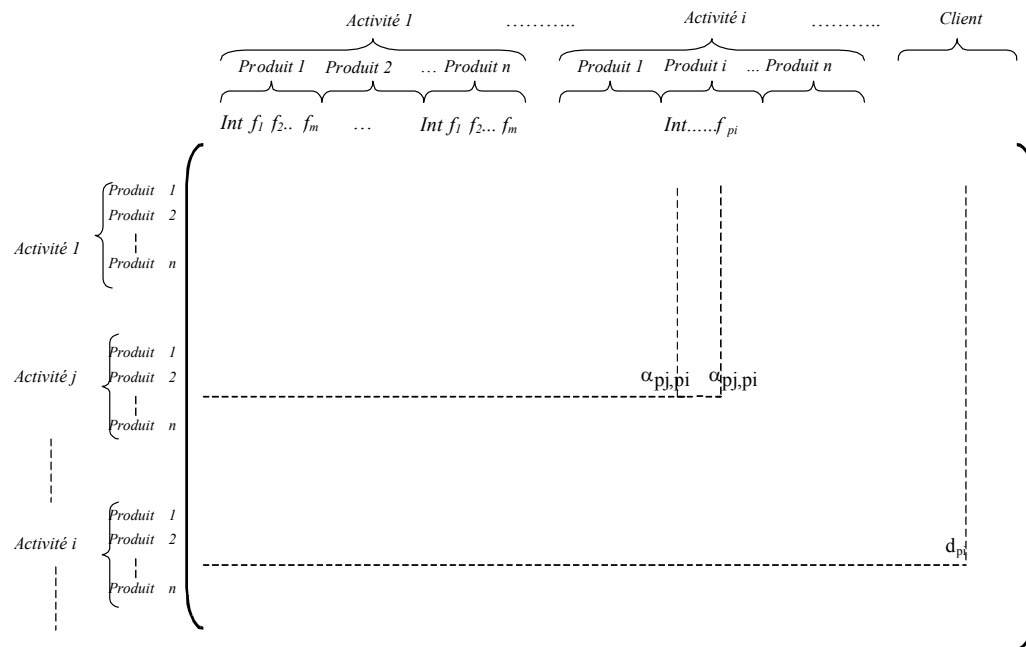 Activité 1 ……….. Activité i ……….. Client
Produit 1 Produit 2 … Produit n Produit 1 Produit i ... Produit n
Int f1 f2.. fm … Int f1 f2... fm Int......f pi
Produit 1
Produit 2
Activité 1
Produit n
Produit 1
Activité j Produit 2 αpj,pi αpj,pi
Produit n
Produit 1
Activité i Produit 2 dpi
Produit n